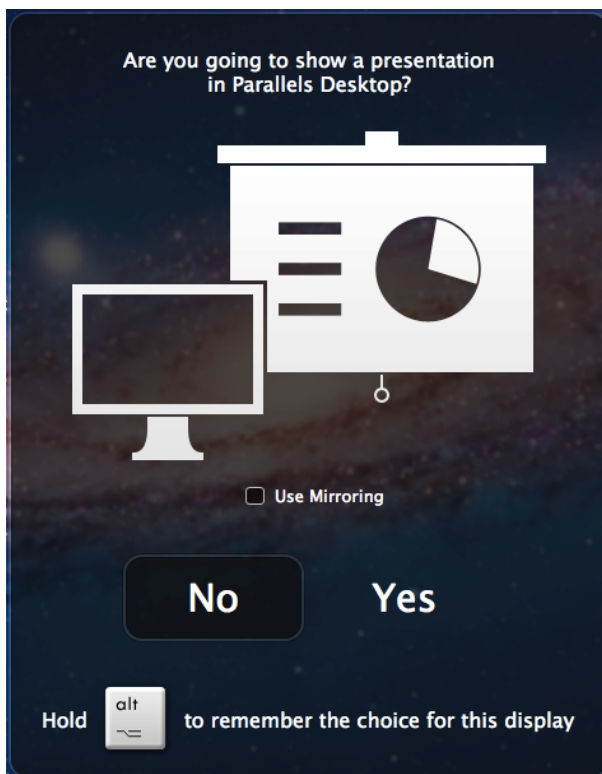 Are you going to show a presentation
in Parallels Desktop?
Use Mirroring
No Yes
Hold alt to remember the choice for this display